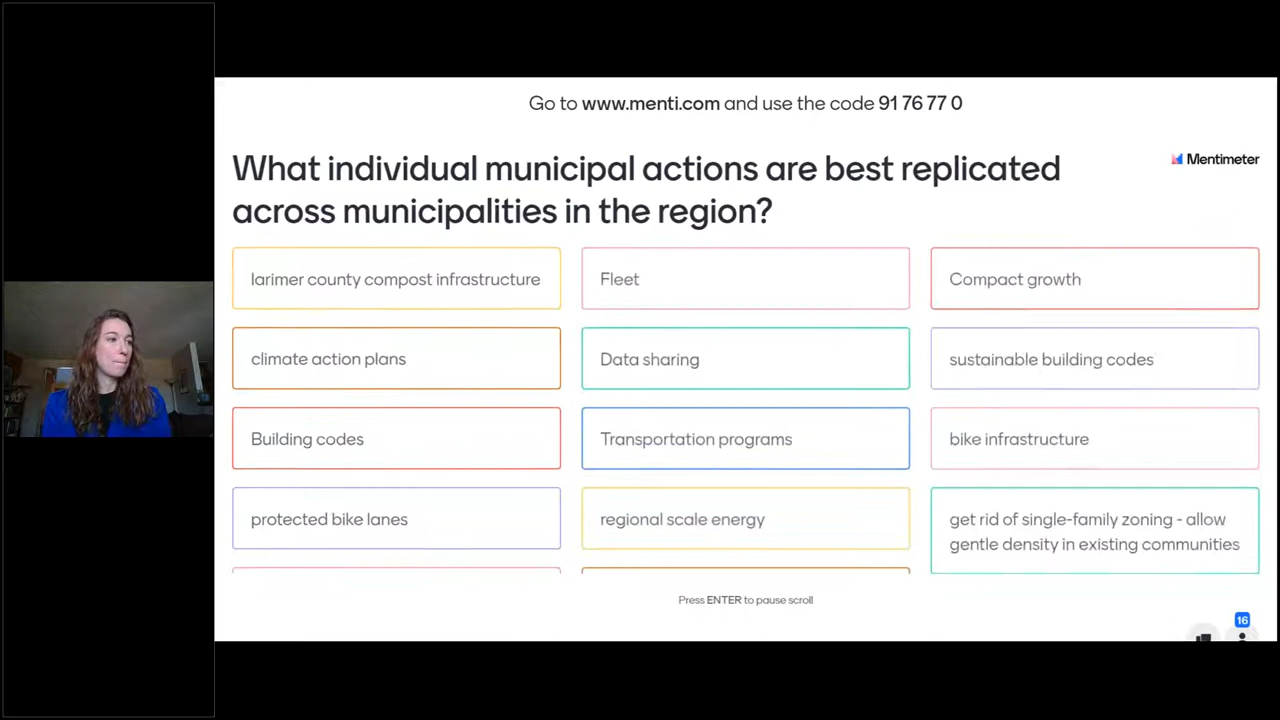 Go to www.menti.com and use the code 91 76 77 0
What individual municipal actions are best replicated
across municipalities in the region?
Mentimeter
larimer county compost infrastructure
Fleet
Compact growth
climate action plans
Data sharing
sustainable building codes
Building codes
Transportation programs
bike infrastructure
protected bike lanes
regional scale energy
get rid of single-family zoning - allow
gentle density in existing communities
Press ENTER to pause scroll
16